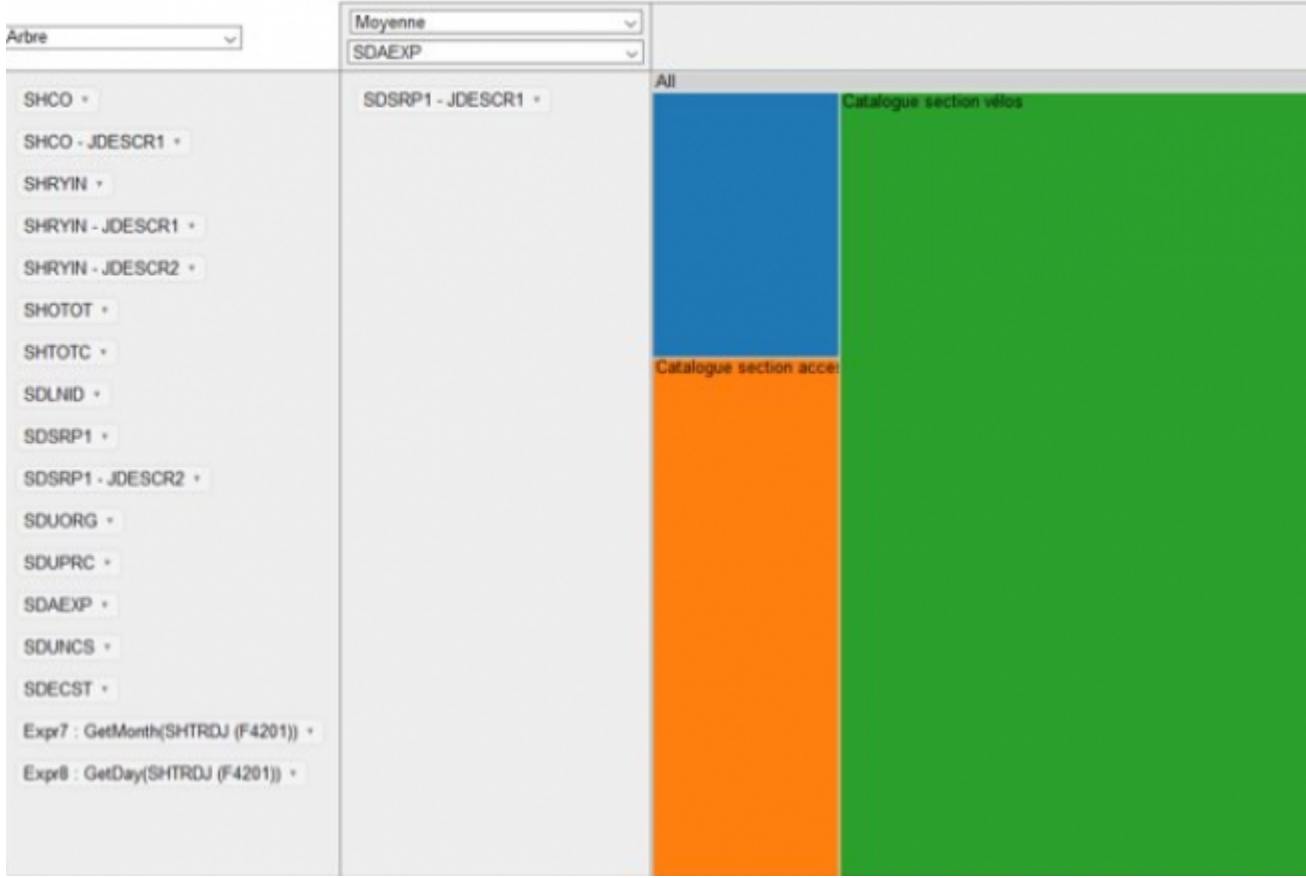 Arbre
Moyenne
SDAEXP
SHCO
SHCO - JDESCR1
SHRYIN
SHRYIN - JDESCR1
SHRYIN - JDESCR2
SHOTOT
SHTOTC
SDLNID
SDSRP1
SDSRP1 - JDESCR2
SDUORG
SDUPRC
SDAEXP
SDUNCS
SDECST
Expr7 : GetMonth(SHTRDJ (F4201))
Expr8 : GetDay(SHTRDJ (F4201))
SDSRP1 - JDESCR1
All
Catalogue section vélos
Catalogue section acces